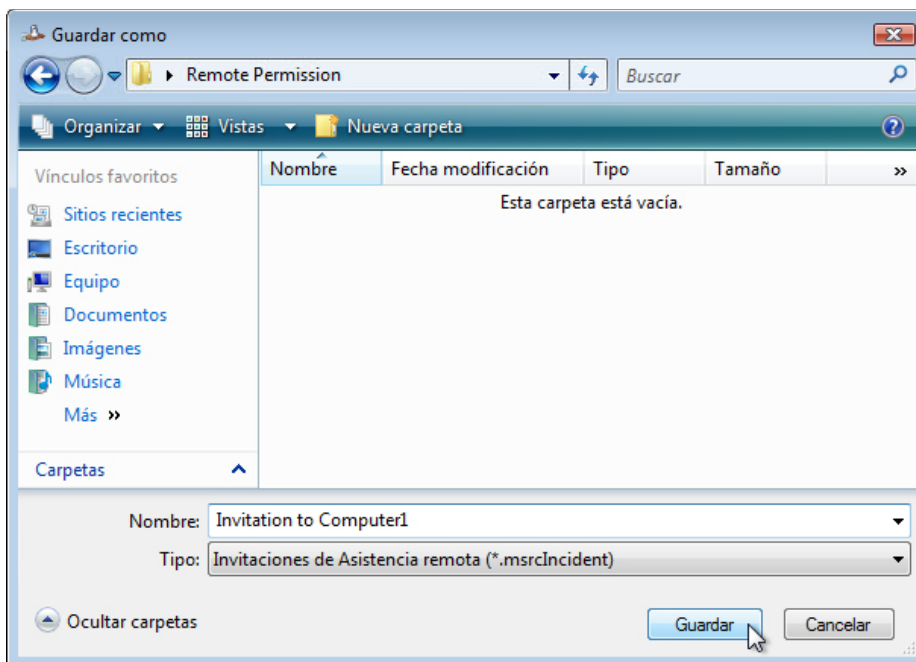 Guardar como
Remote Permission
Buscar
Organizar Vistas Nueva carpeta
Vínculos favoritos
Nombre Fecha modificación Tipo Tamaño »
Esta carpeta está vacía.
Sitios recientes
Escritorio
Equipo
Documentos
Imágenes
Música
Más »
Carpetas
Nombre: Invitation to Computer1
Tipo: Invitaciones de Asistencia remota (*.msrcIncident)
Ocultar carpetas Guardar Cancelar